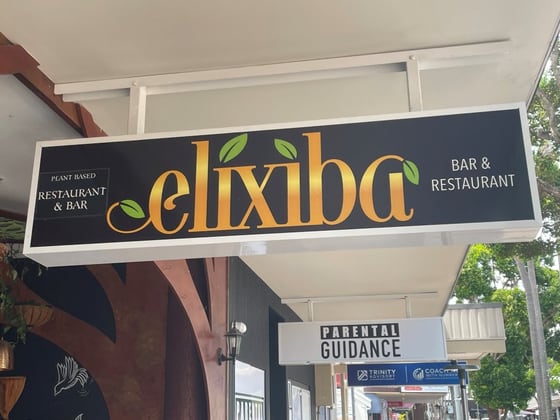 PLANT BASED
RESTAURANT
& BAR
elixiba
BAR &
RESTAURANT
PARENTAL
GUIDANCE
TRINITY
COACH